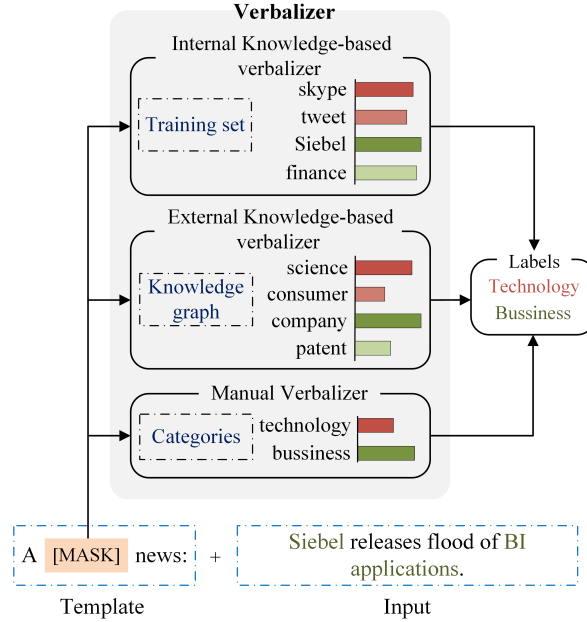 Verbalizer
Internal Knowledge-based
verbalizer
Training set
skype
tweet
Siebel
finance
External Knowledge-based
verbalizer
Knowledge
graph
science
consumer
company
patent
Manual Verbalizer
Categories
technology
bussiness
Labels
Technology
Bussiness
A [MASK] news:
+
Siebel releases flood of BI
applications.
Template
Input